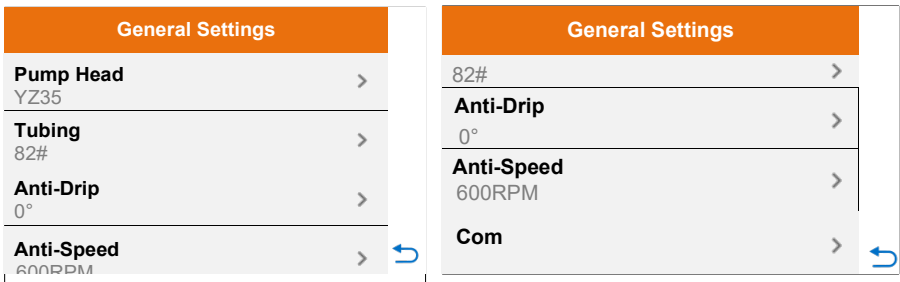 General Settings
Pump Head
YZ35
Tubing
82#
Anti-Drip
0°
Anti-Speed
600RPM
General Settings
82#
Anti-Drip
0°
Anti-Speed
600RPM
Com